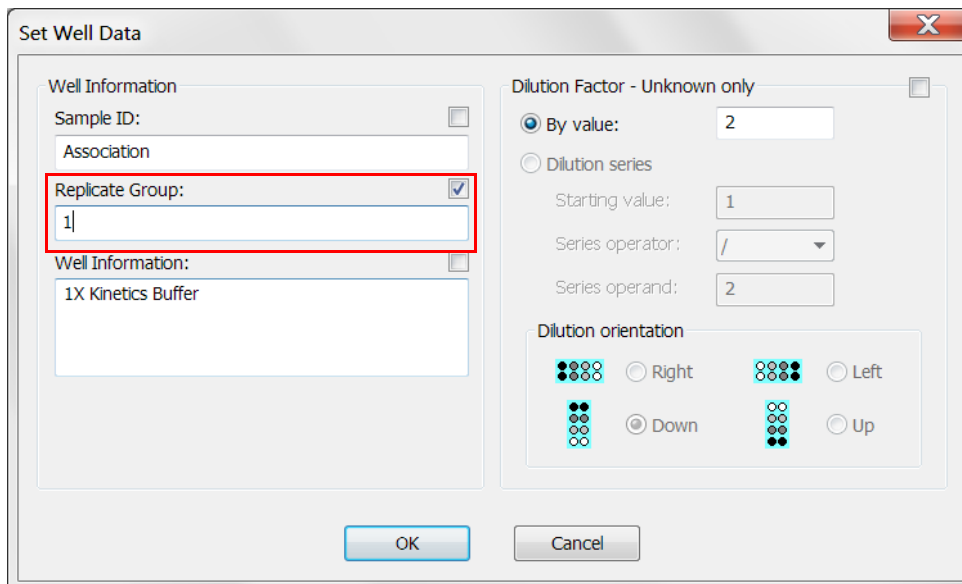 Set Well Data
Well Information
Sample ID:
Association
Replicate Group:
1
Well Information:
1X Kinetics Buffer
Dilution Factor - Unknown only
By value:
2
Dilution series
Starting value:
1
Series operator:
/
Series operand:
2
Dilution orientation
Right
Left
Down
Up
OK
Cancel